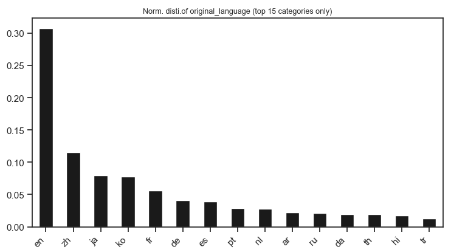 Norm. disti.of original_language (top 15 categories only)
0.30
0.25
0.20
0.15
0.10
0.05
0.00
en
zh
ja
ko
fr
de
es
pt
nl
ar
ru
da
th
hi
tr